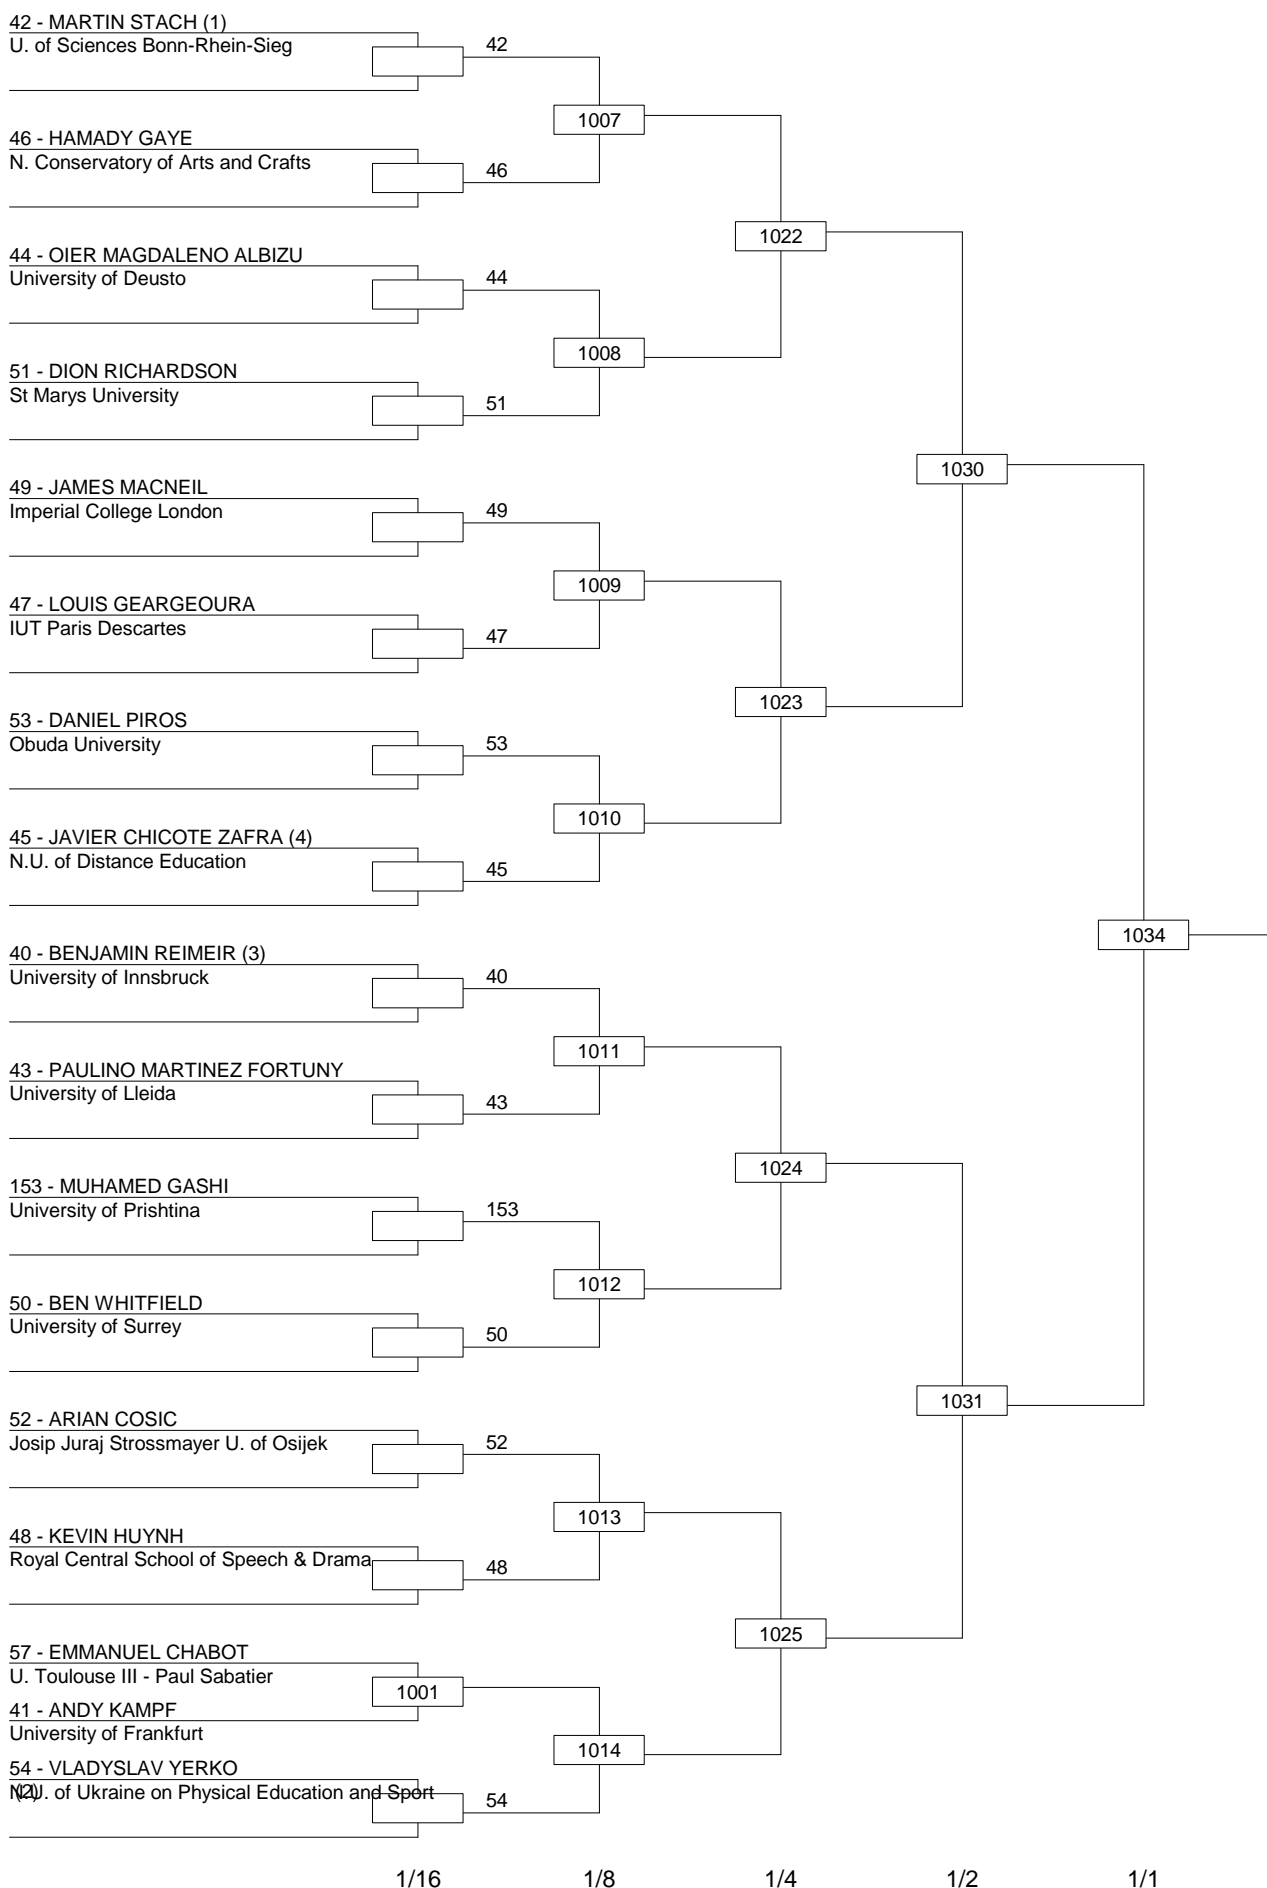 42 - MARTIN STACH (1)
U. of Sciences Bonn-Rhein-Sieg
42
1007
46 - HAMADY GAYE
N. Conservatory of Arts and Crafts
46
1022
44 - OIER MAGDALENO ALBIZU
University of Deusto
44
1008
51 - DION RICHARDSON
St Marys University
51
1030
49 - JAMES MACNEIL
Imperial College London
49
1009
47 - LOUIS GEARGEOURA
IUT Paris Descartes
47
1023
53 - DANIEL PIROS
Obuda University
53
1010
45 - JAVIER CHICOTE ZAFRA (4)
N.U. of Distance Education
45
1034
40 - BENJAMIN REIMEIR (3)
University of Innsbruck
40
1011
43 - PAULINO MARTINEZ FORTUNY
University of Lleida
43
1024
153 - MUHAMED GASHI
University of Prishtina
153
1012
50 - BEN WHITFIELD
University of Surrey
50
1031
52 - ARIAN COSIC
Josip Juraj Strossmayer U. of Osijek
52
1013
48 - KEVIN HUYNH
Royal Central School of Speech & Drama
48
1025
57 - EMMANUEL CHABOT
U. Toulouse III - Paul Sabatier
1001
41 - ANDY KAMPF
University of Frankfurt
1014
54 - VLADYSLAV YERKO
(2)
N.U. of Ukraine on Physical Education and Sport
54
1/16 1/8 1/4 1/2 1/1